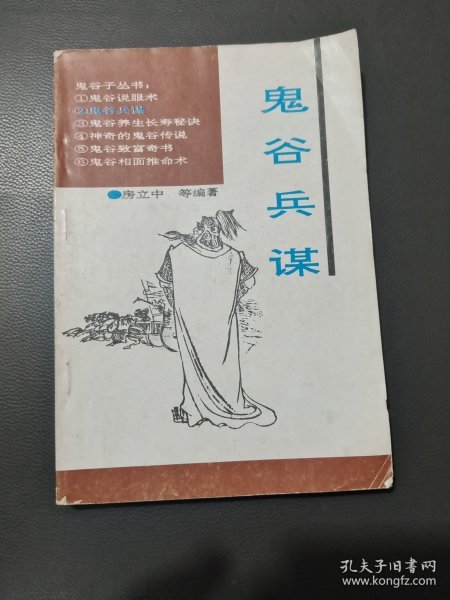 鬼谷子丛书:
①鬼谷说服术
②鬼谷兵谋
③鬼谷养生长寿秘诀
④神奇的鬼谷传说
⑤鬼谷致富奇书
⑥鬼谷相面推命术
●房立中 等编著
鬼谷兵谋
孔夫子旧书网
www.kongfz.com